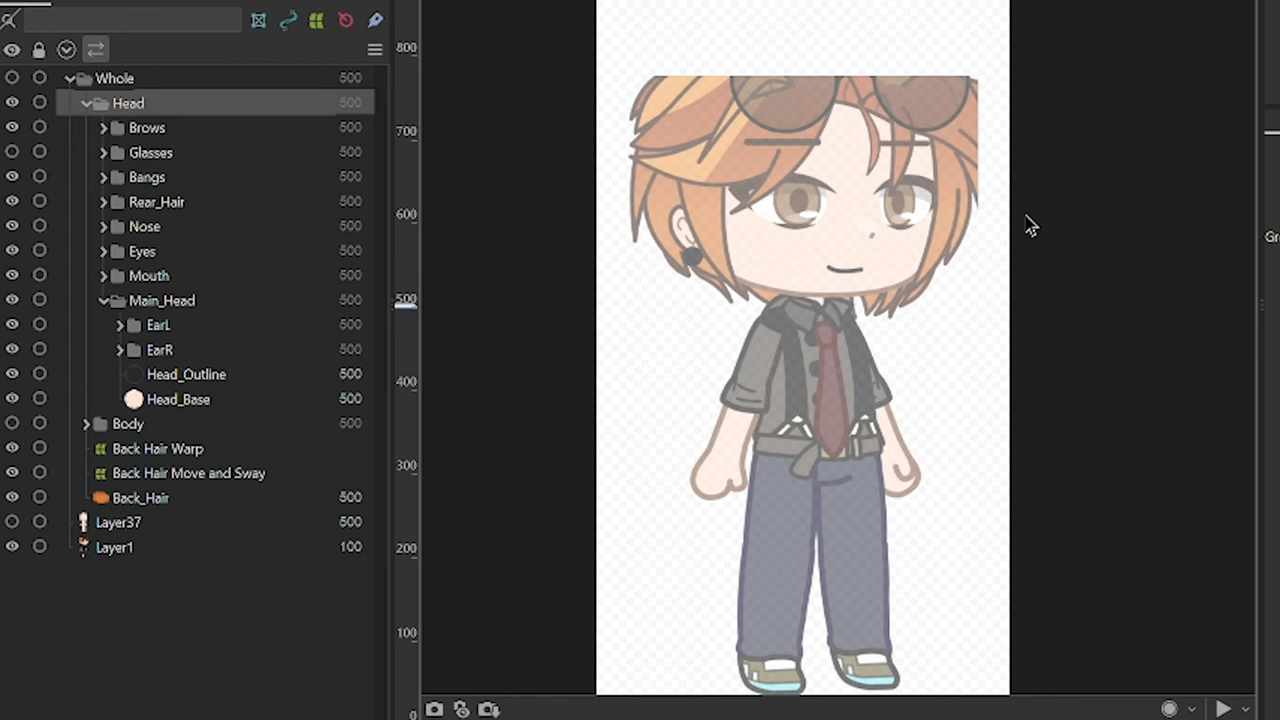 Whole 500
Head 500
Brows 500
Glasses 500
Bangs 500
Rear_Hair 500
Nose 500
Eyes 500
Mouth 500
Main_Head 500
EarL 500
EarR 500
Head_Outline 500
Head_Base 500
Body 500
Back Hair Warp
Back Hair Move and Sway
Back_Hair 500
Layer37 500
Layer1 100
800
700
600
500
400
300
200
100
0
Gr